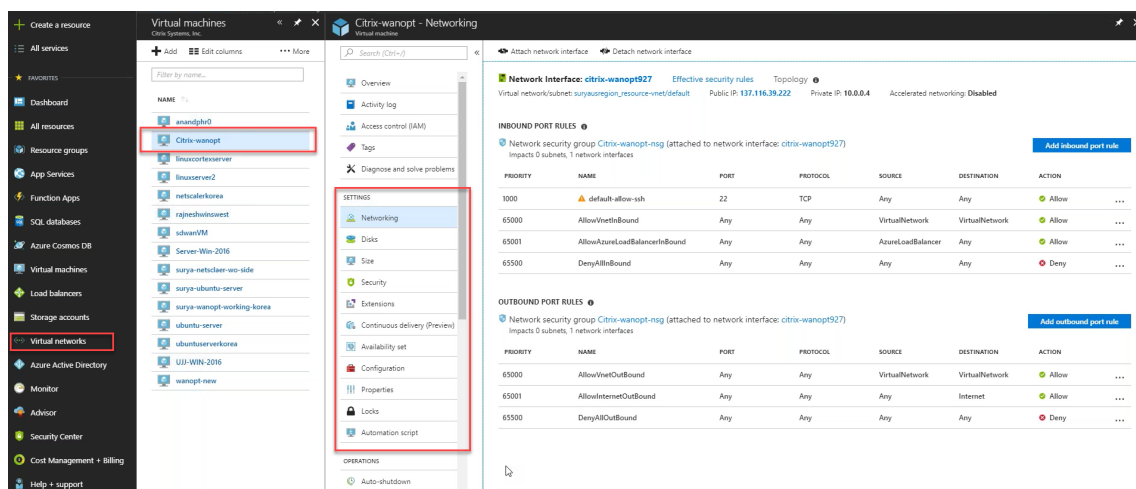 Create a resource
All services
FAVORITES
Dashboard
All resources
Resource groups
App Services
Function Apps
SQL databases
Azure Cosmos DB
Virtual machines
Load balancers
Storage accounts
Virtual networks
Azure Active Directory
Monitor
Advisor
Security Center
Cost Management + Billing
Help + support
Virtual machines
Citrix Systems, Inc.
Add Edit columns More
Filter by name...
NAME
anandphr0
Citrix-wanopt
linuxcortexserver
linuxserver2
netscalerkorea
rajneshwinswest
sdwanVM
Server-Win-2016
surya-netsclaer-wo-side
surya-ubuntu-server
surya-wanopt-working-korea
ubuntu-server
ubuntuserverkorea
UJJ-WIN-2016
wanopt-new
Citrix-wanopt - Networking
Virtual machine
Search (Ctrl+/)
Overview
Activity log
Access control (IAM)
Tags
Diagnose and solve problems
SETTINGS
Networking
Disks
Size
Security
Extensions
Continuous delivery (Preview)
Availability set
Configuration
Properties
Locks
Automation script
OPERATIONS
Auto-shutdown
Attach network interface Detach network interface
Network Interface: citrix-wanopt927 Effective security rules Topology
Virtual network/subnet: suryausregion_resource-vnet/default Public IP: 137.116.39.222 Private IP: 10.0.0.4 Accelerated networking: Disabled
INBOUND PORT RULES
Network security group Citrix-wanopt-nsg (attached to network interface: citrix-wanopt927)
Impacts 0 subnets, 1 network interfaces
Add inbound port rule
PRIORITY NAME PORT PROTOCOL SOURCE DESTINATION ACTION
1000 default-allow-ssh 22 TCP Any Any Allow ...
65000 AllowVnetInBound Any Any VirtualNetwork VirtualNetwork Allow ...
65001 AllowAzureLoadBalancerInBound Any Any AzureLoadBalancer Any Allow ...
65500 DenyAllInBound Any Any Any Any Deny ...
OUTBOUND PORT RULES
Network security group Citrix-wanopt-nsg (attached to network interface: citrix-wanopt927)
Impacts 0 subnets, 1 network interfaces
Add outbound port rule
PRIORITY NAME PORT PROTOCOL SOURCE DESTINATION ACTION
65000 AllowVnetOutBound Any Any VirtualNetwork VirtualNetwork Allow ...
65001 AllowInternetOutBound Any Any Any Internet Allow ...
65500 DenyAllOutBound Any Any Any Any Deny ...